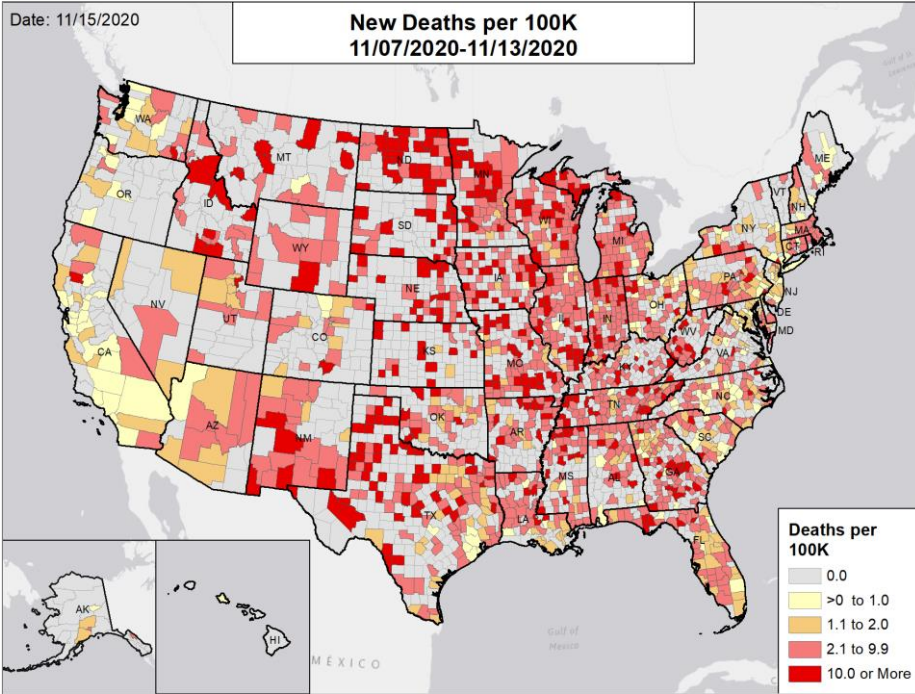 Date: 11/15/2020
New Deaths per 100K
11/07/2020-11/13/2020
WA
MT
ND
MN
ME
OR
ID
SD
WI
MI
VT
NH
NY
MA
CT
RI
WY
IA
NE
PA
NJ
NV
UT
CO
IL
IN
OH
DE
MD
WV
VA
CA
KS
MO
KY
NC
TN
AZ
NM
OK
AR
SC
MS
AL
GA
TX
LA
FL
AK
HI
MÉXICO
Gulf of
Mexico
Deaths per
100K
0.0
>0 to 1.0
1.1 to 2.0
2.1 to 9.9
10.0 or More